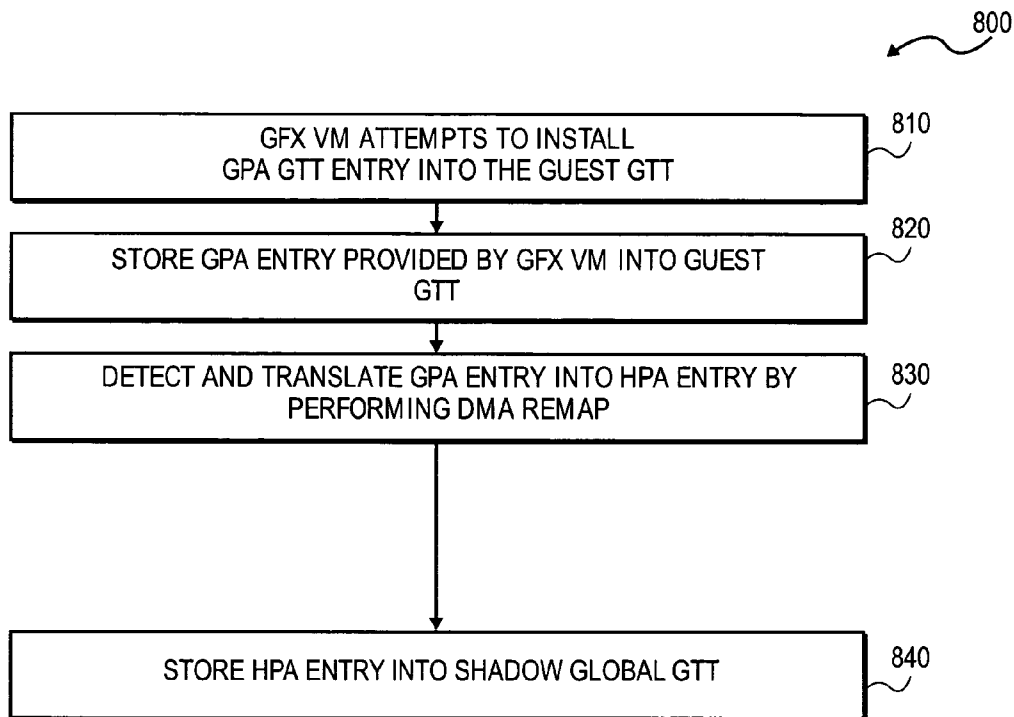 800
GFX VM ATTEMPTS TO INSTALL
GPA GTT ENTRY INTO THE GUEST GTT
810
STORE GPA ENTRY PROVIDED BY GFX VM INTO GUEST
GTT
820
DETECT AND TRANSLATE GPA ENTRY INTO HPA ENTRY BY
PERFORMING DMA REMAP
830
STORE HPA ENTRY INTO SHADOW GLOBAL GTT
840